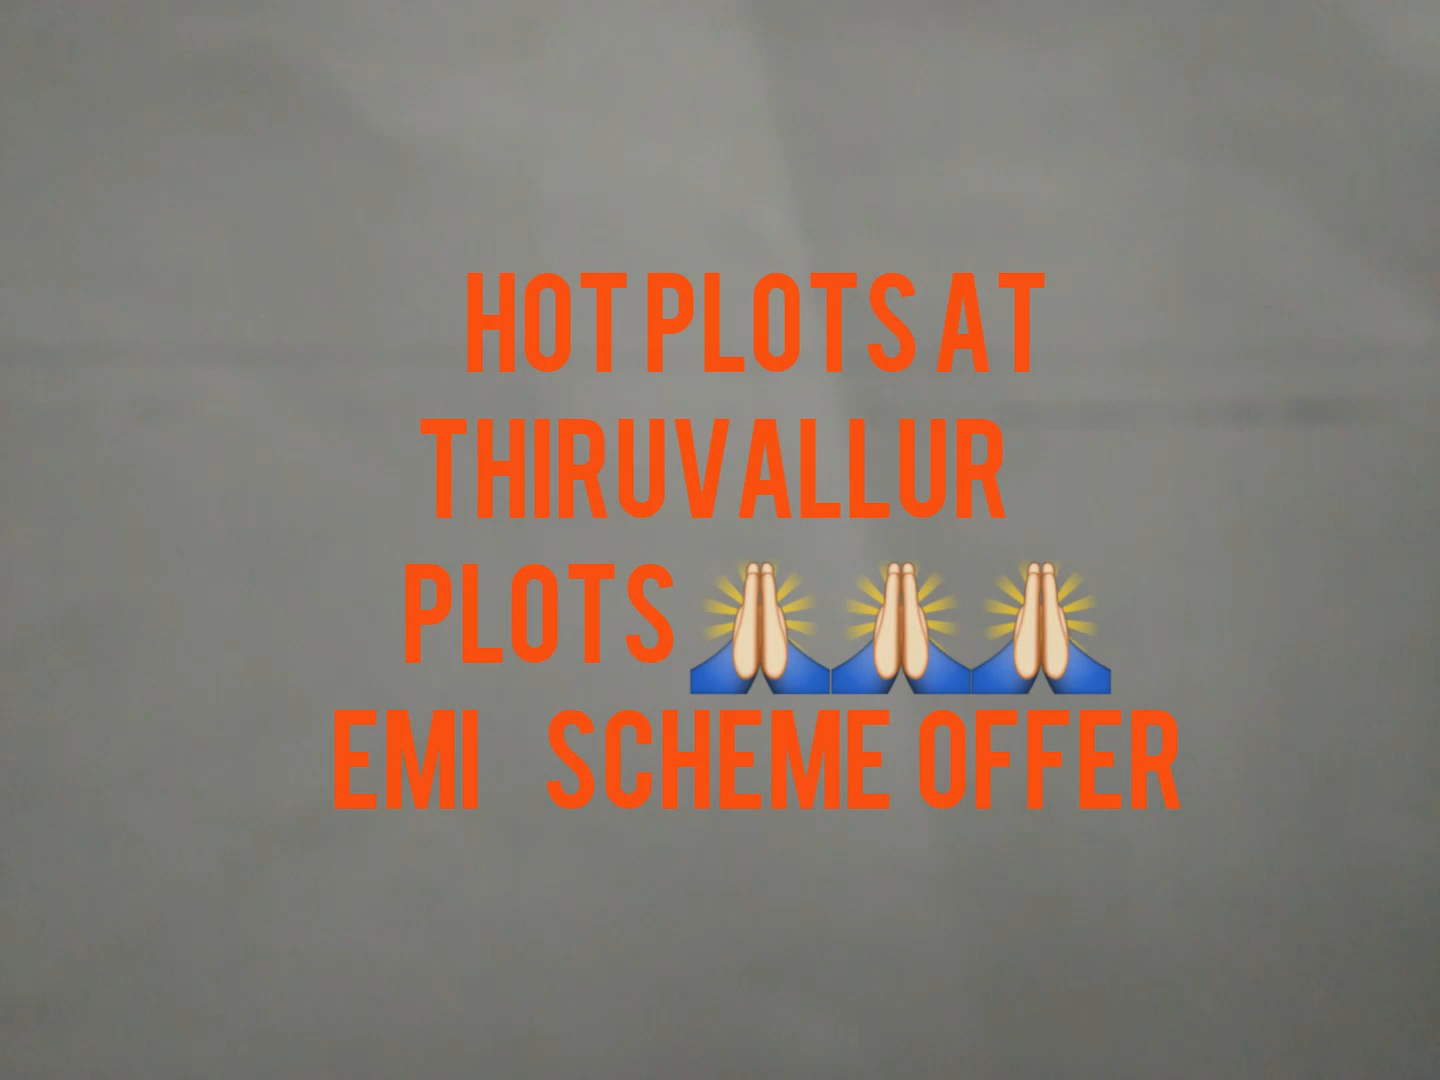 HOT PLOTS AT
THIRUVALLUR
PLOTS 🙏🙏🙏
EMI SCHEME OFFER